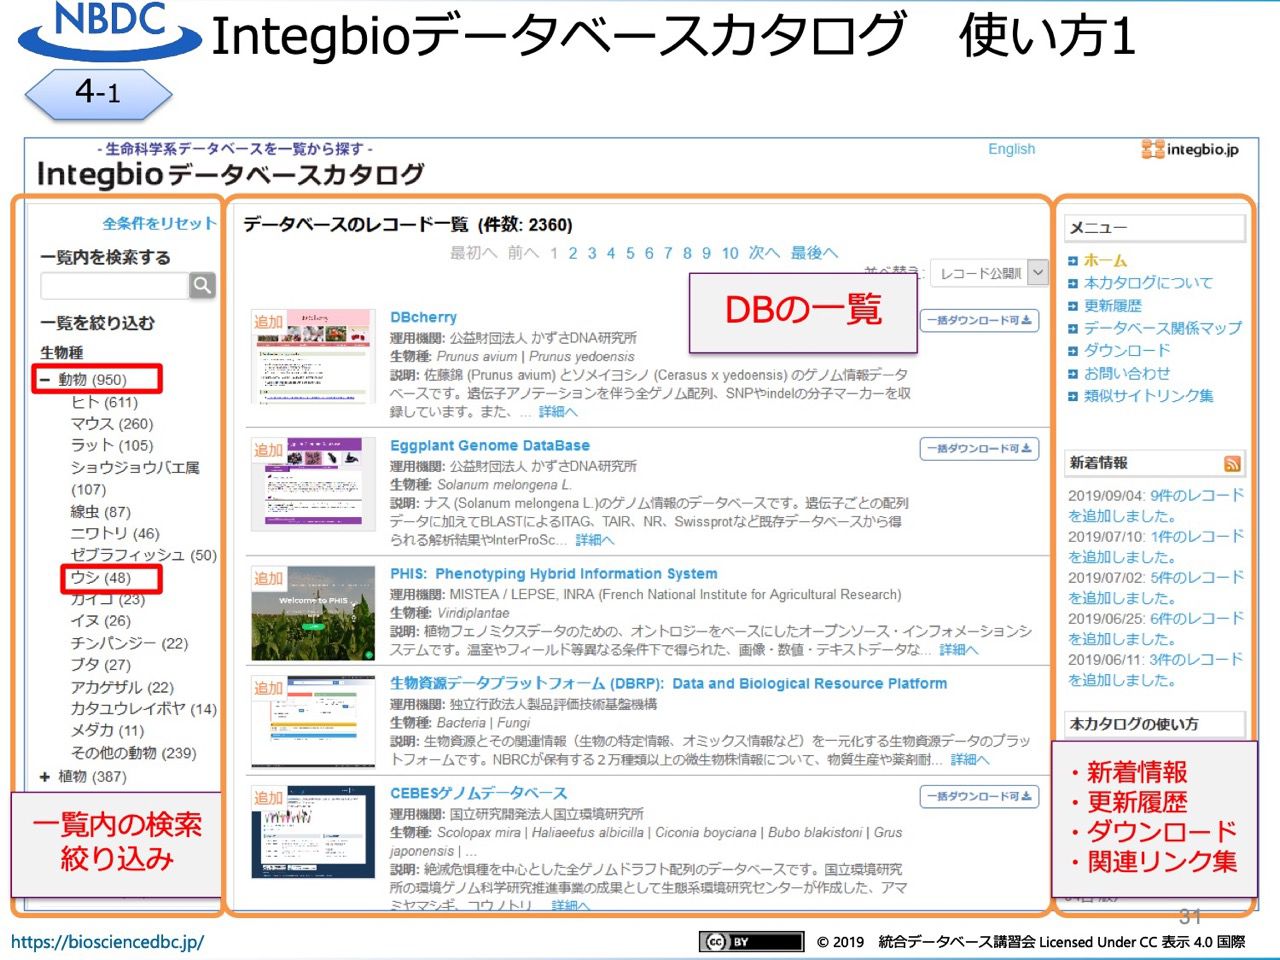 NBDC
Integbioデータベースカタログ 使い方1
4-1
- 生命科学系データベースを一覧から探す -
Integbioデータベースカタログ
English
integbio.jp
全条件をリセット
一覧内を検索する
一覧を絞り込む
生物種
動物 (950)
ヒト (611)
マウス (260)
ラット (105)
ショウジョウバエ属
(107)
線虫 (87)
ニワトリ (46)
ゼブラフィッシュ (50)
ウシ (48)
カイコ (23)
イヌ (26)
チンパンジー (22)
ブタ (27)
アカゲザル (22)
カタユウレイボヤ (14)
メダカ (11)
その他の動物 (239)
植物 (387)
一覧内の検索
絞り込み
データベースのレコード一覧 (件数: 2360)
最初へ 前へ 1 2 3 4 5 6 7 8 9 10 次へ 最後へ
並べ替え: レコード公開順
DBの一覧
追加
DBcherry
一括ダウンロード可
運用機関: 公益財団法人 かずさDNA研究所
生物種: Prunus avium | Prunus yedoensis
説明: 佐藤錦 (Prunus avium) とソメイヨシノ (Cerasus x yedoensis) のゲノム情報データ
ベースです。遺伝子アノテーションを伴う全ゲノム配列、SNPやindelの分子マーカーを収
録しています。また、... 詳細へ
追加
Eggplant Genome DataBase
一括ダウンロード可
運用機関: 公益財団法人 かずさDNA研究所
生物種: Solanum melongena L.
説明: ナス (Solanum melongena L.)のゲノム情報のデータベースです。遺伝子ごとの配列
データに加えてBLASTによるITAG、TAIR、NR、Swissprotなど既存データベースから得
られる解析結果やInterProSc... 詳細へ
追加
Welcome to PHIS
PHIS: Phenotyping Hybrid Information System
運用機関: MISTEA / LEPSE, INRA (French National Institute for Agricultural Research)
生物種: Viridiplantae
説明: 植物フェノミクスデータのための、オントロジーをベースにしたオープンソース・インフォメーションシ
ステムです。温室やフィールド等異なる条件下で得られた、画像・数値・テキストデータな... 詳細へ
追加
生物資源データプラットフォーム (DBRP): Data and Biological Resource Platform
運用機関: 独立行政法人製品評価技術基盤機構
生物種: Bacteria | Fungi
説明: 生物資源とその関連情報（生物の特定情報、オミックス情報など）を一元化する生物資源データのプラッ
トフォームです。NBRCが保有する２万種類以上の微生物株情報について、物質生産や薬剤耐... 詳細へ
追加
CEBESゲノムデータベース
一括ダウンロード可
運用機関: 国立研究開発法人国立環境研究所
生物種: Scolopax mira | Haliaeetus albicilla | Ciconia boyciana | Bubo blakistoni | Grus
japonensis | ...
説明: 絶滅危惧種を中心とした全ゲノムドラフト配列のデータベースです。国立環境研究
所の環境ゲノム科学研究推進事業の成果として生態系環境研究センターが作成した、アマ
ミヤマシギ、コウノトリ... 詳細へ
メニュー
ホーム
本カタログについて
更新履歴
データベース関係マップ
ダウンロード
お問い合わせ
類似サイトリンク集
新着情報
2019/09/04: 9件のレコード
を追加しました。
2019/07/10: 1件のレコード
を追加しました。
2019/07/02: 5件のレコード
を追加しました。
2019/06/25: 6件のレコード
を追加しました。
2019/06/11: 3件のレコード
を追加しました。
本カタログの使い方
・新着情報
・更新履歴
・ダウンロード
・関連リンク集
31
https://biosciencedbc.jp/
CC BY
© 2019 統合データベース講習会 Licensed Under CC 表示 4.0 国際